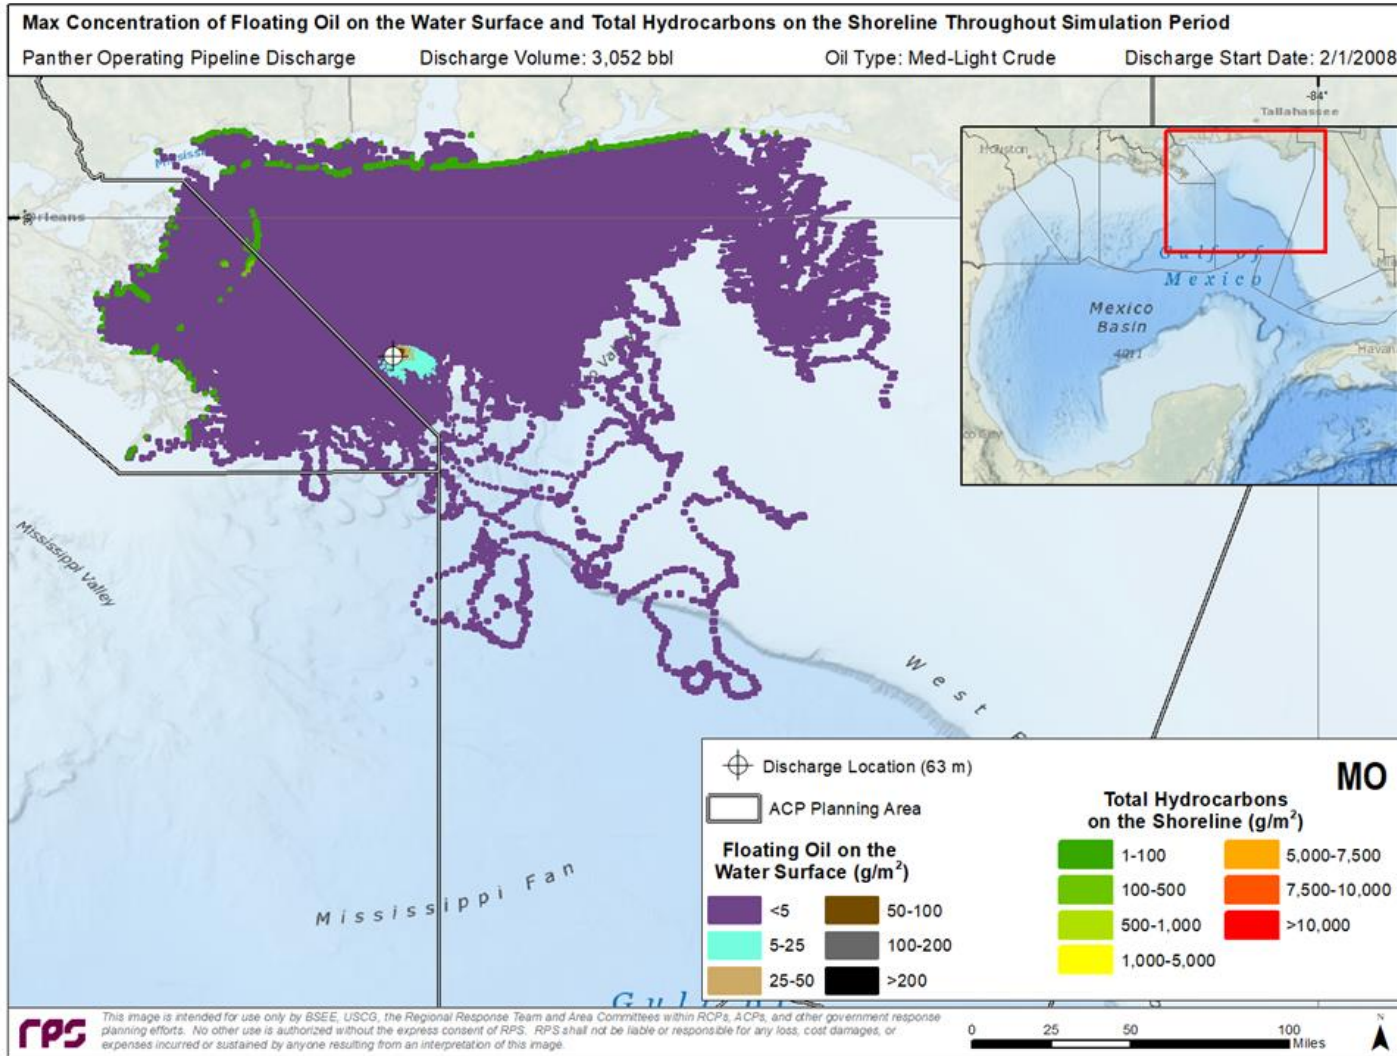 Max Concentration of Floating Oil on the Water Surface and Total Hydrocarbons on the Shoreline Throughout Simulation Period
Panther Operating Pipeline Discharge Discharge Volume: 3,052 bbl Oil Type: Med-Light Crude Discharge Start Date: 2/1/2008
-84°
Tallahassee
Mississi
Houston
30°
Orleans
Gulf of
Mexico
Mexico
Basin
Havan
Valle
Mississippi Valley
West
Mississippi Fan
Discharge Location (63 m)
MO
ACP Planning Area
Floating Oil on the
Water Surface (g/m²)
<5 50-100
5-25 100-200
25-50 >200
Total Hydrocarbons
on the Shoreline (g/m²)
1-100 5,000-7,500
100-500 7,500-10,000
500-1,000 >10,000
1,000-5,000
rps
This image is intended for use only by BSEE, USCG, the Regional Response Team and Area Committees within RCPs, ACPs, and other government response
planning efforts. No other use is authorized without the express consent of RPS. RPS shall not be liable or responsible for any loss, cost damages, or
expenses incurred or sustained by anyone resulting from an interpretation of this image.
0 25 50 100
Miles
N